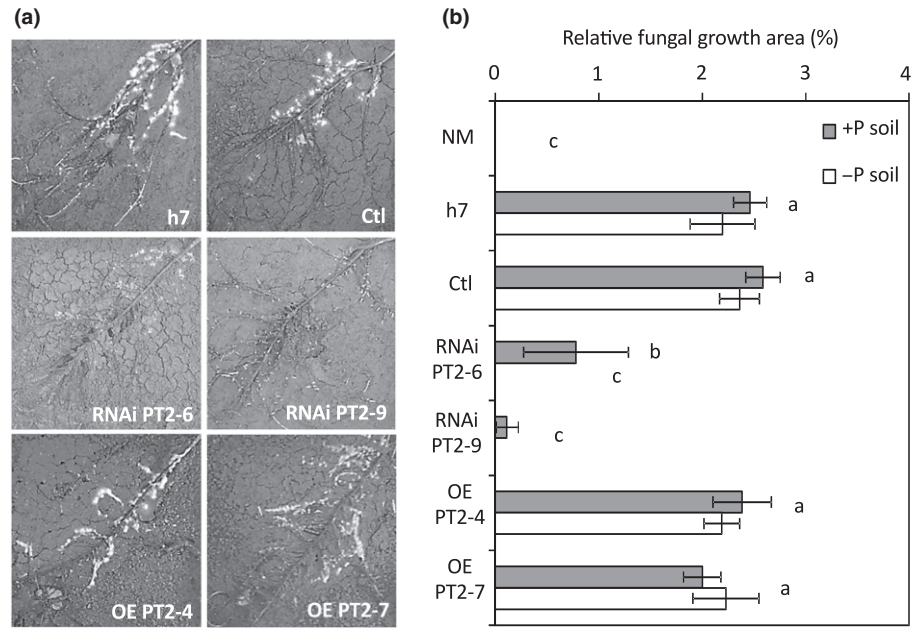 (a)
h7
Ctl
RNAi PT2-6
RNAi PT2-9
OE PT2-4
OE PT2-7
(b)
Relative fungal growth area (%)
0 1 2 3 4
+P soil
–P soil
NM
c
h7
a
Ctl
a
RNAi
PT2-6
b
c
RNAi
PT2-9
c
OE
PT2-4
a
OE
PT2-7
a